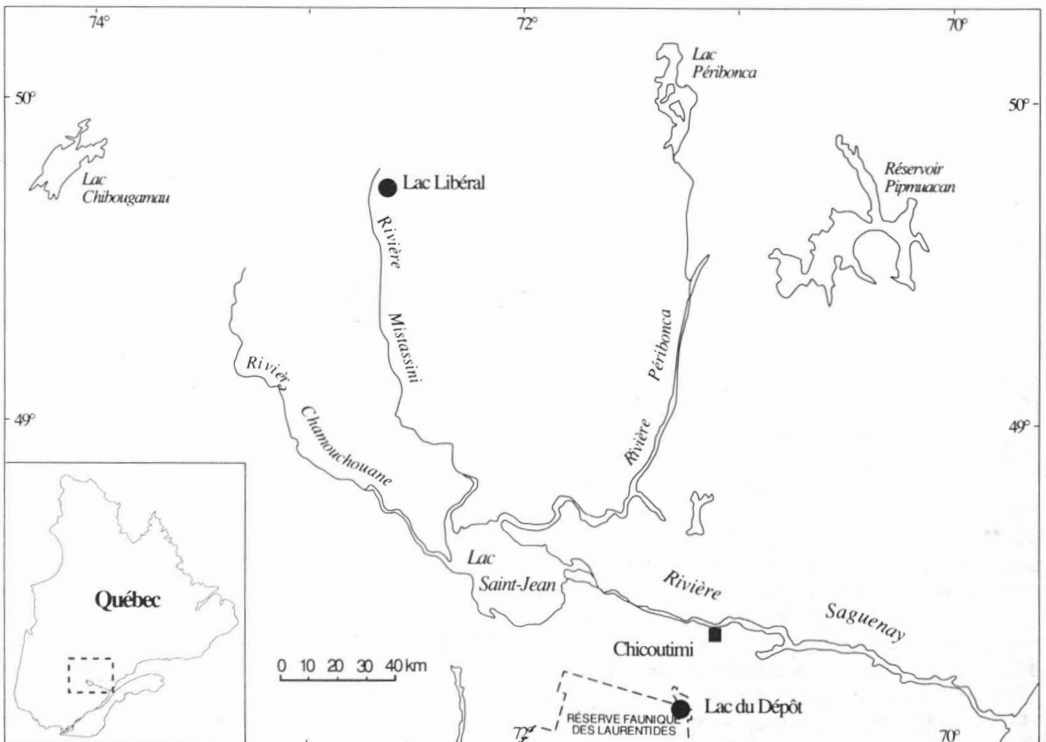 74°
72°
70°
50°
50°
Lac
Péribonca
Lac
Chibougamau
Lac Libéral
Réservoir
Pipmuacan
Rivière
Mistassini
Rivière
Péribonca
49°
49°
Rivièr
Chamouchouane
Lac
Saint-Jean
Rivière
Saguenay
Québec
Chicoutimi
0 10 20 30 40 km
Lac du Dépôt
RÉSERVE FAUNIQUE
DES LAURENTIDES
72°
70°